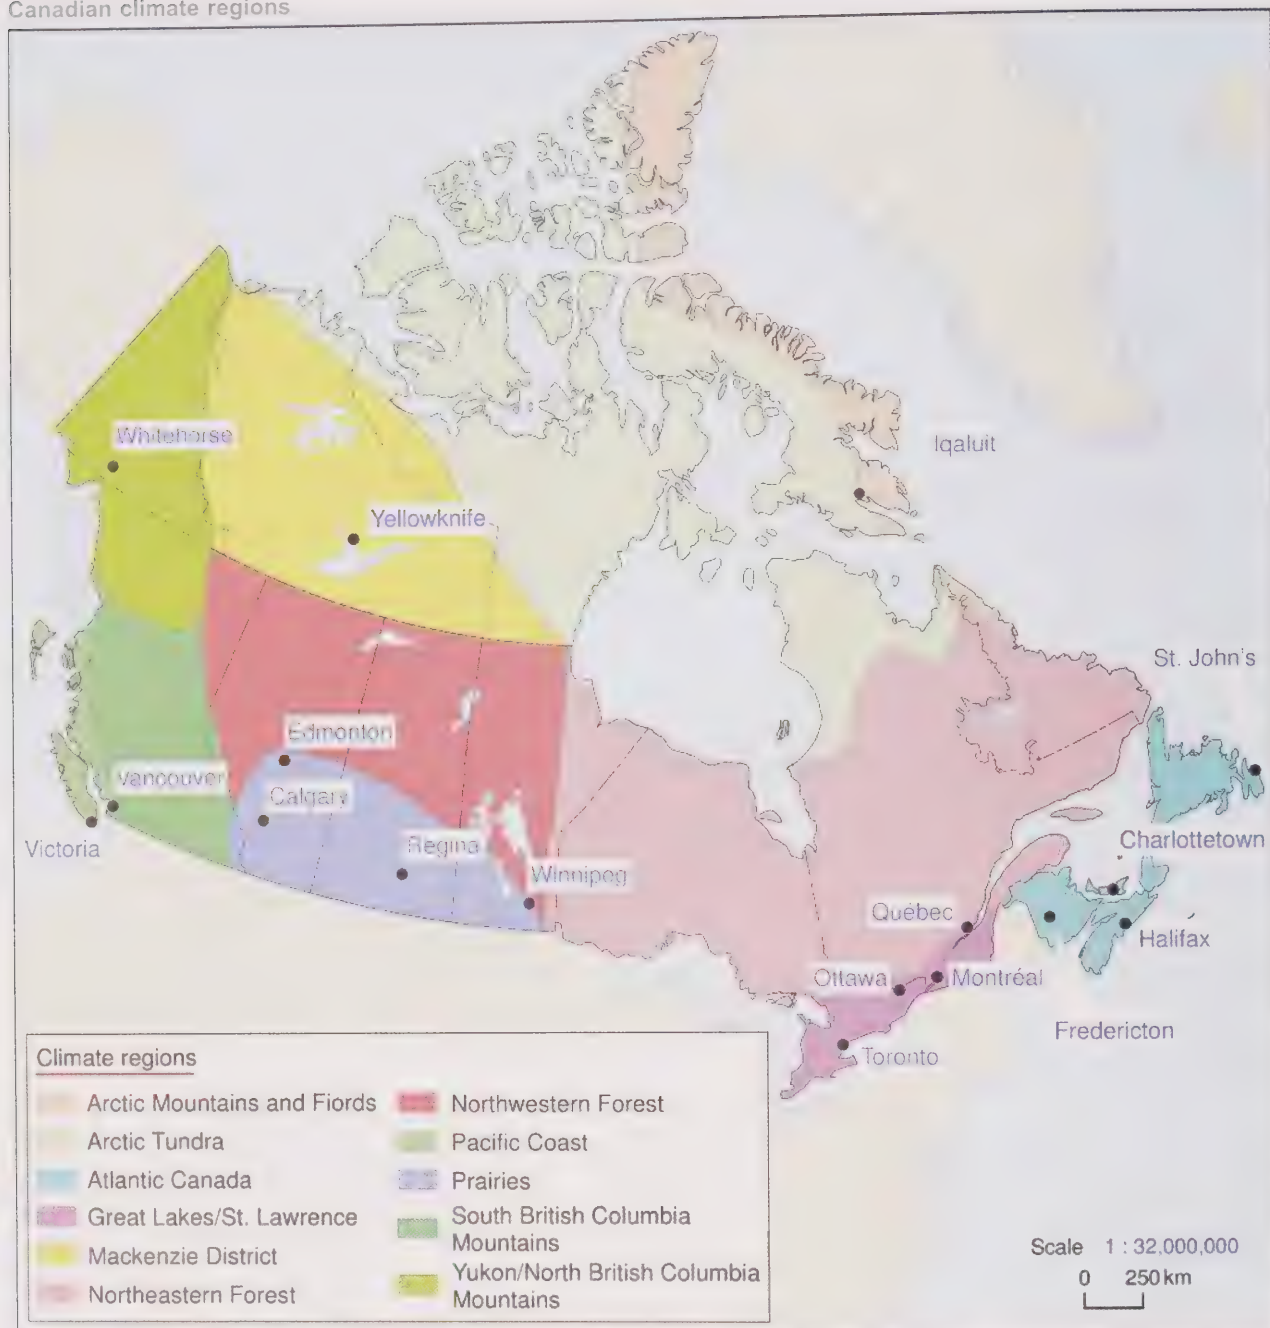 Canadian climate regions
Iqaluit
Whitehorse
Yellowknife
St. John's
Edmonton
Vancouver
Calgary
Victoria
Regina
Charlottetown
Winnipeg
Québec
Halifax
Ottawa
Montréal
Fredericton
Toronto
Climate regions
Arctic Mountains and Fiords
Arctic Tundra
Atlantic Canada
Great Lakes/St. Lawrence
Mackenzie District
Northeastern Forest
Northwestern Forest
Pacific Coast
Prairies
South British Columbia
Mountains
Yukon/North British Columbia
Mountains
Scale 1 : 32,000,000
0 250 km